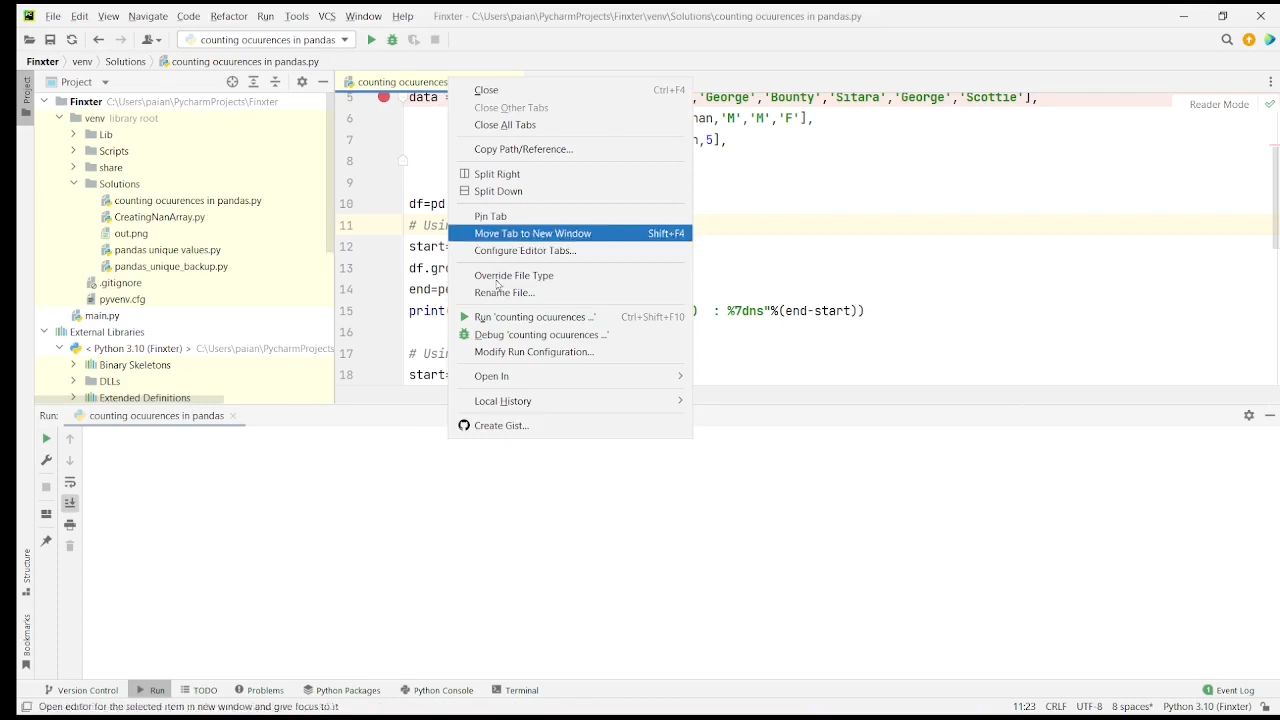 File Edit View Navigate Code Refactor Run Tools VCS Window Help Finxter - C:\Users\paian\PycharmProjects\Finxter\venv\Solutions\counting ocuurences in pandas.py
counting ocuurences in pandas
Finxter venv Solutions counting ocuurences in pandas.py
Project
Project
Finxter C:\Users\paian\PycharmProjects\Finxter
venv library root
Lib
Scripts
share
Solutions
counting ocuurences in pandas.py
CreatingNanArray.py
out.png
pandas unique values.py
pandas_unique_backup.py
.gitignore
pyvenv.cfg
main.py
External Libraries
< Python 3.10 (Finxter) > C:\Users\paian\PycharmProjects
Binary Skeletons
DLLs
Extended Definitions
counting ocuurences
Reader Mode
5 data = ,'George','Bounty','Sitara','George','Scottie'],
6 nan,'M','M','F'],
7 n,5],
8
9
10 df=pd
11 # Usin
12 start=
13 df.gro
14 end=pe
15 print( ) : %7dns"%(end-start))
16
17 # Usin
18 start=
Close Ctrl+F4
Close Other Tabs
Close All Tabs
Copy Path/Reference...
Split Right
Split Down
Pin Tab
Move Tab to New Window Shift+F4
Configure Editor Tabs...
Override File Type
Rename File...
Run 'counting ocuurences ...' Ctrl+Shift+F10
Debug 'counting ocuurences ...'
Modify Run Configuration...
Open In
Local History
Create Gist...
Run: counting ocuurences in pandas
Structure
Bookmarks
Version Control Run TODO Problems Python Packages Python Console Terminal 1 Event Log
Open editor for the selected item in new window and give focus to it 11:23 CRLF UTF-8 8 spaces* Python 3.10 (Finxter)